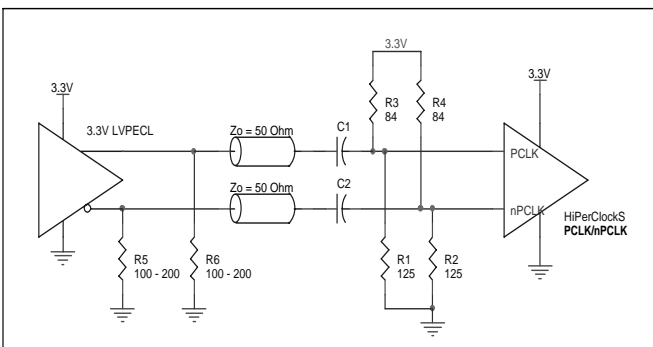 3.3V
3.3V
3.3V
R3
84
R4
84
3.3V LVPECL
Zo = 50 Ohm
C1
PCLK
Zo = 50 Ohm
C2
nPCLK
HiPerClockS
PCLK/nPCLK
R5
100 - 200
R6
100 - 200
R1
125
R2
125